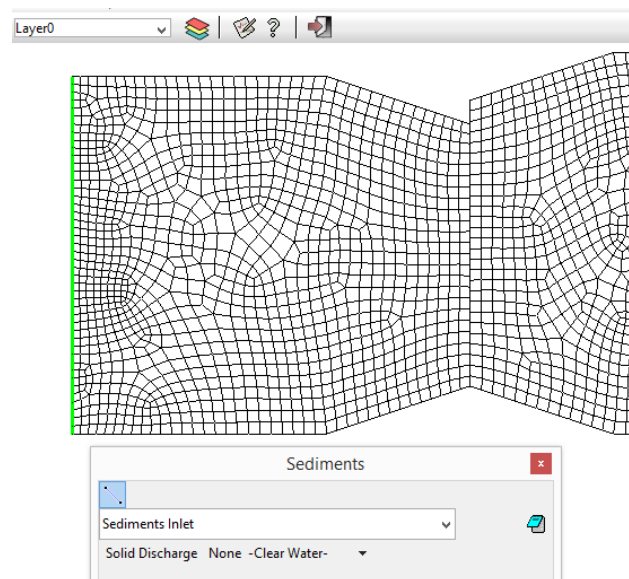 Layer0
Sediments
Sediments Inlet
Solid Discharge None -Clear Water-